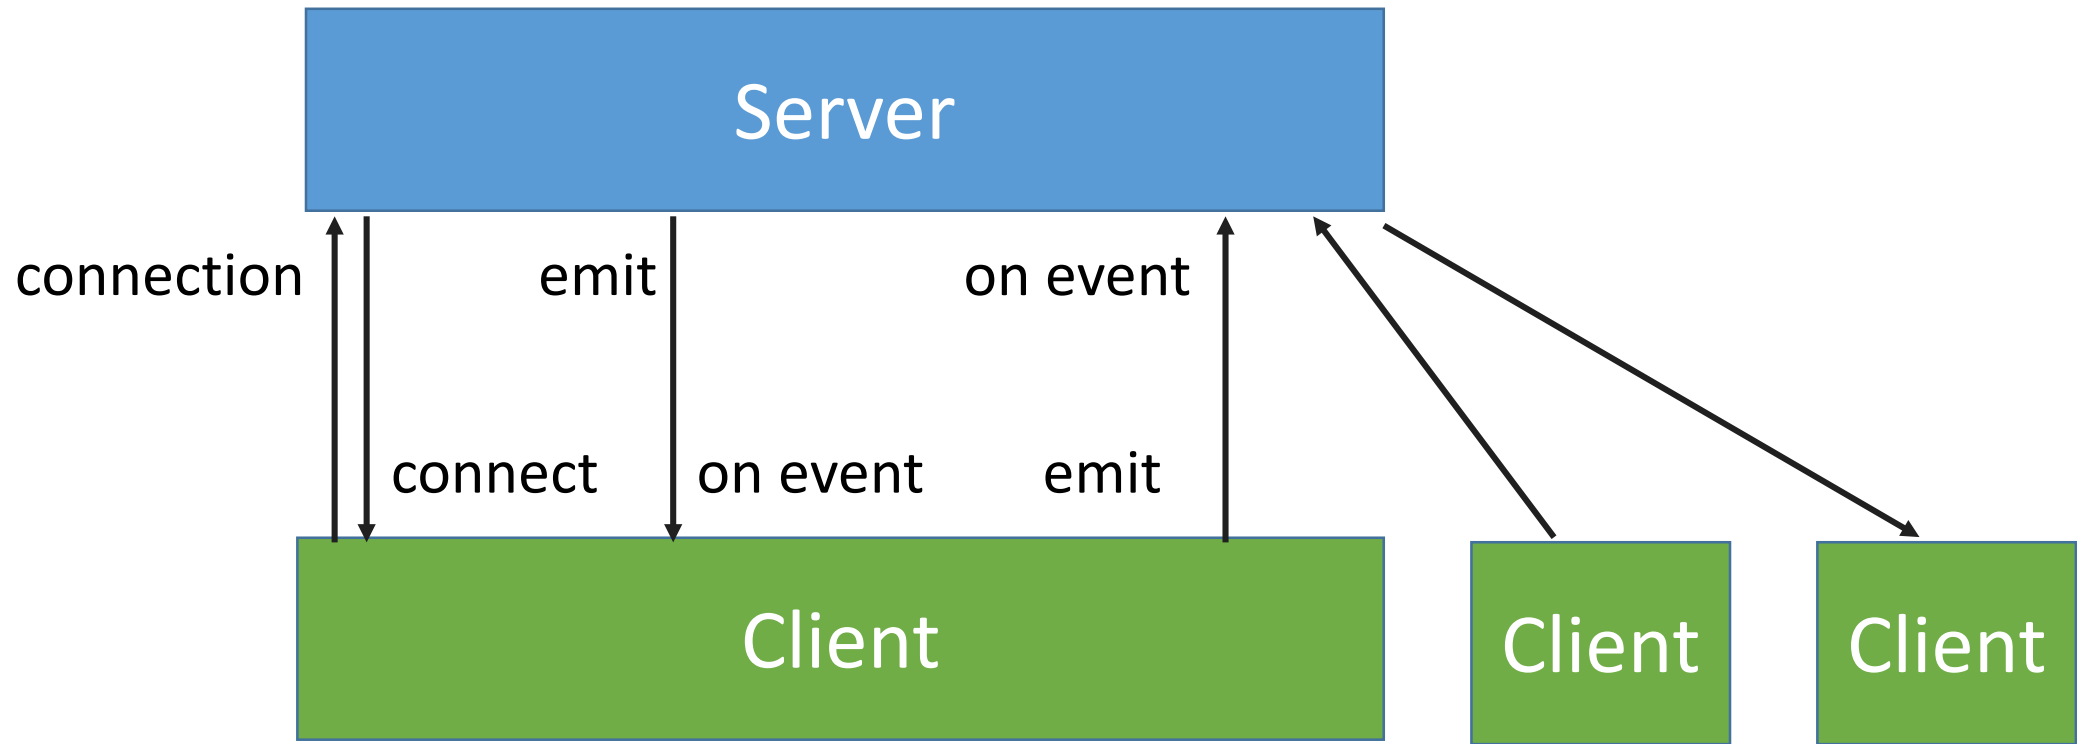 Server
connection
emit
on event
connect
on event
emit
Client
Client
Client